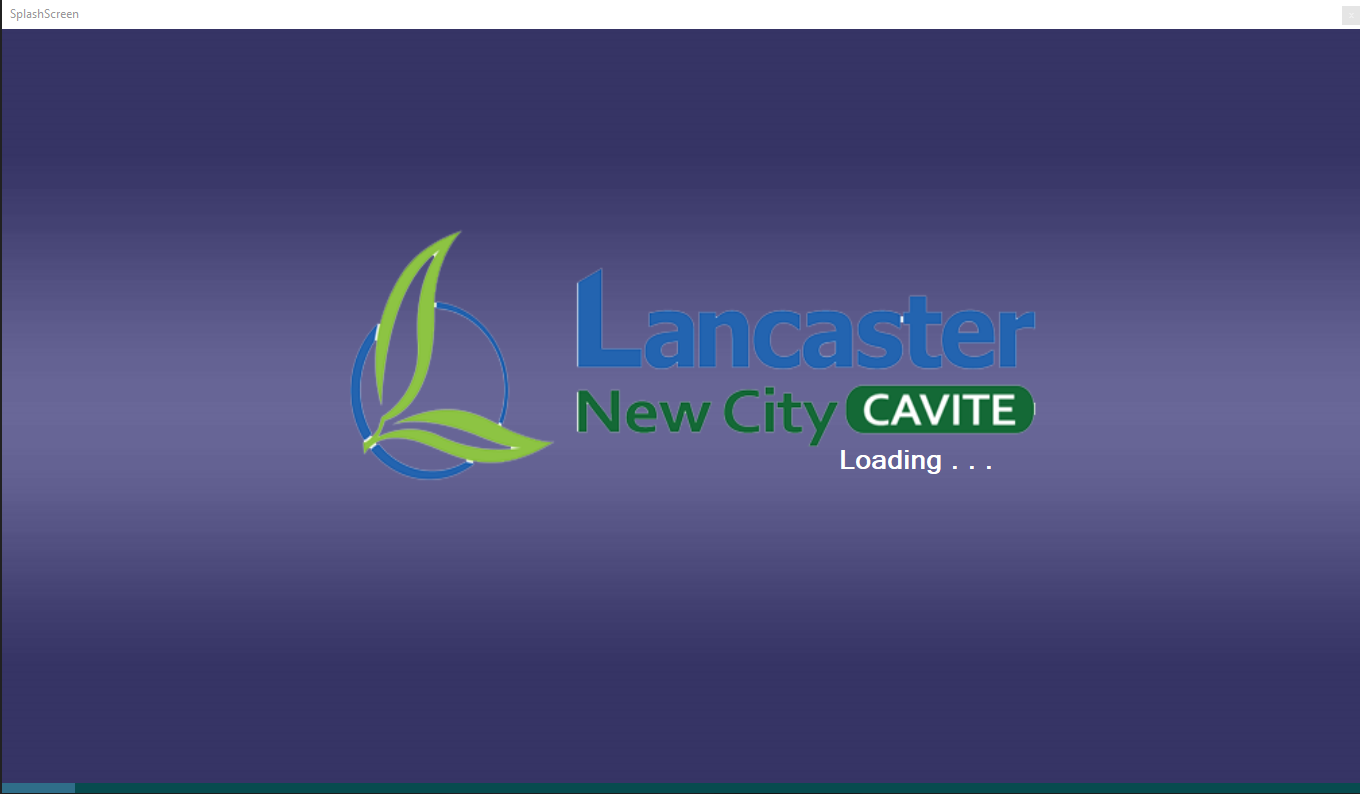 SplashScreen
Lancaster
New City CAVITE
Loading . . .